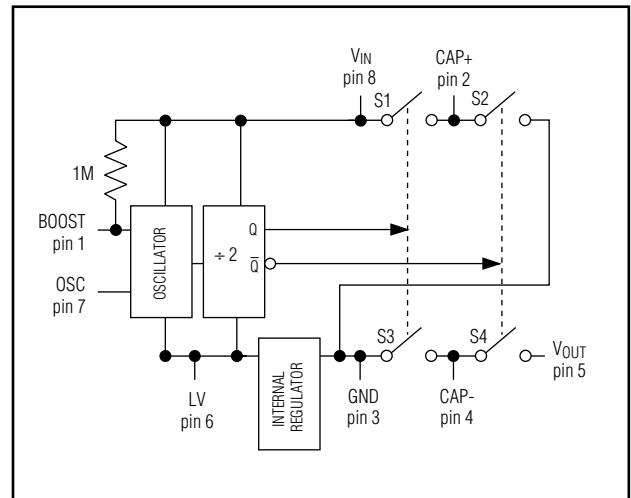 VIN
pin 8
CAP+
pin 2
S1
S2
1M
BOOST
pin 1
OSCILLATOR
÷ 2
Q
Q̅
OSC
pin 7
S3
S4
VOUT
pin 5
LV
pin 6
INTERNAL
REGULATOR
GND
pin 3
CAP-
pin 4